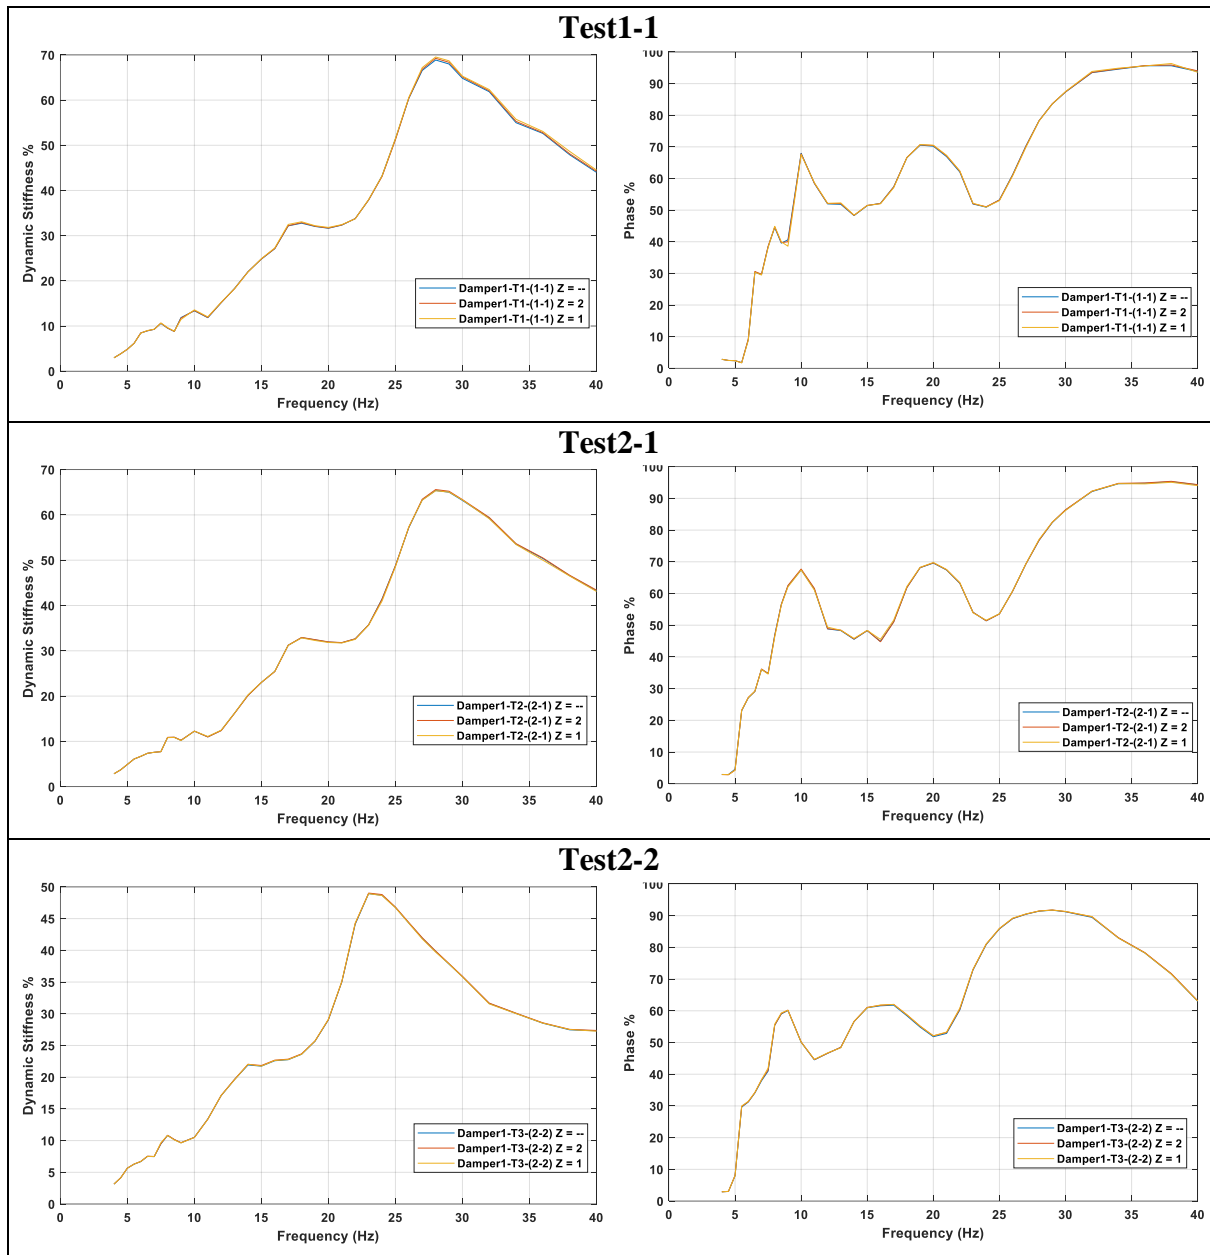 Test1-1
70
60
50
40
30
20
10
0
Dynamic Stiffness %
Damper1-T1-(1-1) Z = --
Damper1-T1-(1-1) Z = 2
Damper1-T1-(1-1) Z = 1
0 5 10 15 20 25 30 35 40
Frequency (Hz)
100
90
80
70
60
50
40
30
20
10
0
Phase %
Damper1-T1-(1-1) Z = --
Damper1-T1-(1-1) Z = 2
Damper1-T1-(1-1) Z = 1
0 5 10 15 20 25 30 35 40
Frequency (Hz)
Test2-1
70
60
50
40
30
20
10
0
Dynamic Stiffness %
Damper1-T2-(2-1) Z = --
Damper1-T2-(2-1) Z = 2
Damper1-T2-(2-1) Z = 1
0 5 10 15 20 25 30 35 40
Frequency (Hz)
100
90
80
70
60
50
40
30
20
10
0
Phase %
Damper1-T2-(2-1) Z = --
Damper1-T2-(2-1) Z = 2
Damper1-T2-(2-1) Z = 1
0 5 10 15 20 25 30 35 40
Frequency (Hz)
Test2-2
50
45
40
35
30
25
20
15
10
5
0
Dynamic Stiffness %
Damper1-T3-(2-2) Z = --
Damper1-T3-(2-2) Z = 2
Damper1-T3-(2-2) Z = 1
0 5 10 15 20 25 30 35 40
Frequency (Hz)
100
90
80
70
60
50
40
30
20
10
0
Phase %
Damper1-T3-(2-2) Z = --
Damper1-T3-(2-2) Z = 2
Damper1-T3-(2-2) Z = 1
0 5 10 15 20 25 30 35 40
Frequency (Hz)